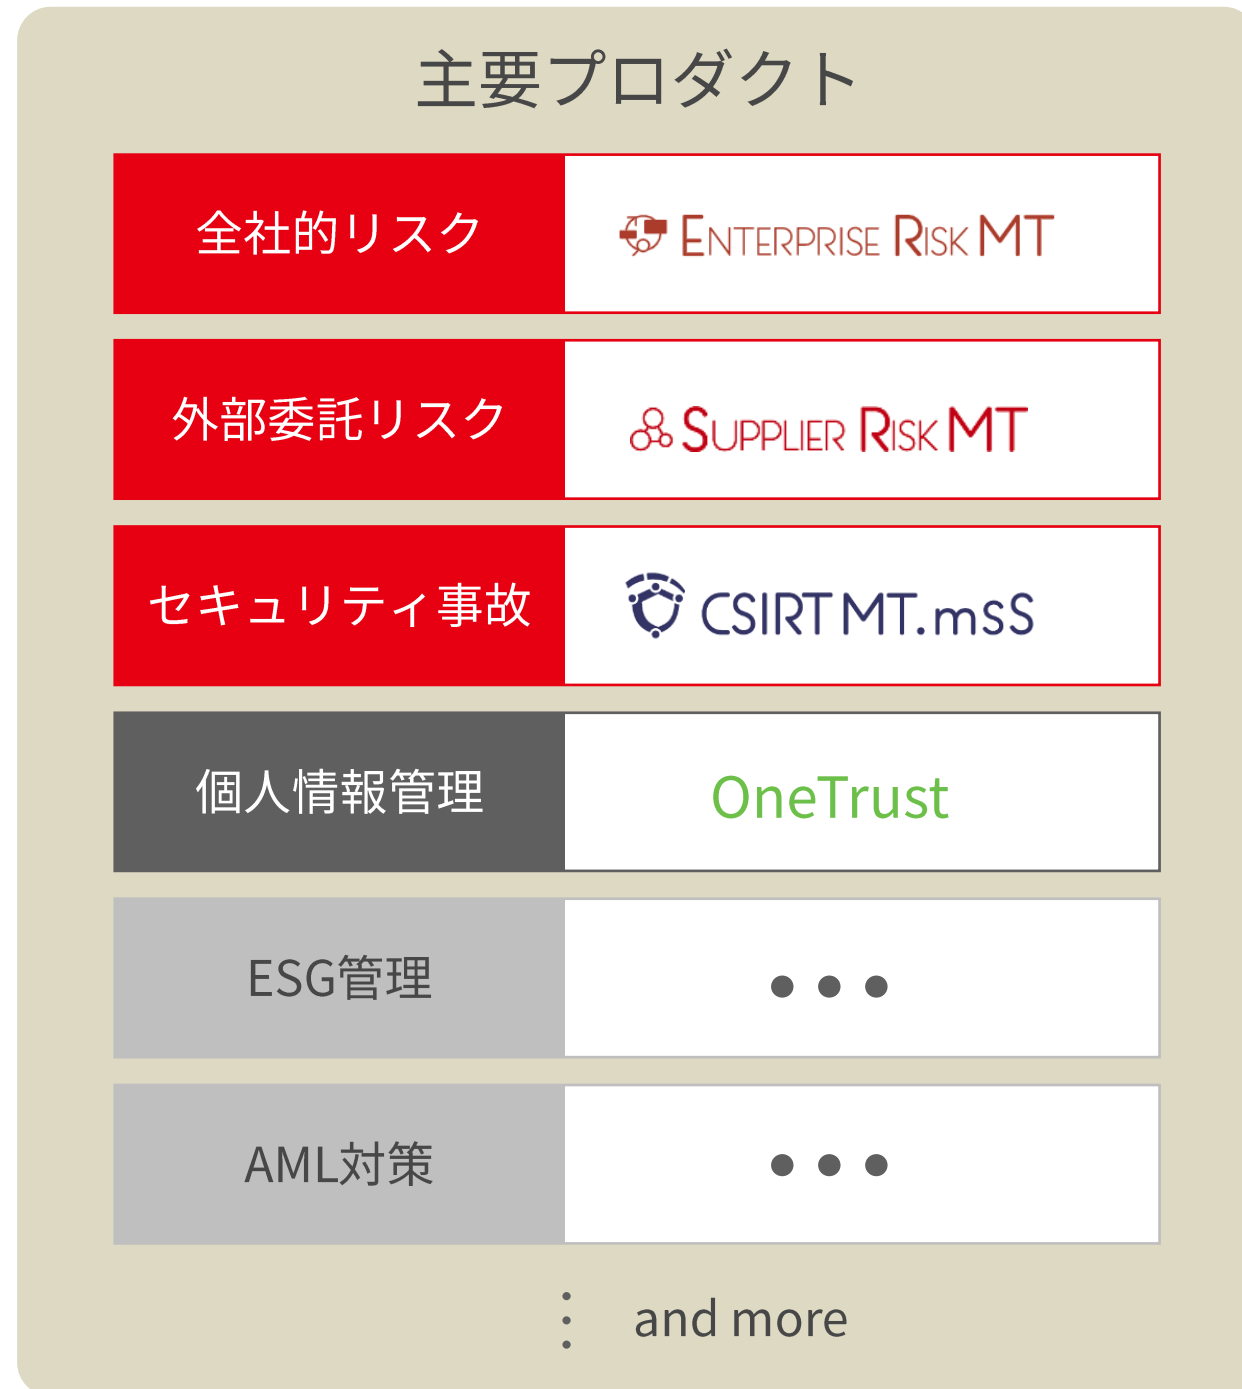 主要プロダクト
全社的リスク
ENTERPRISE RISK MT
外部委託リスク
SUPPLIER RISK MT
セキュリティ事故
CSIRT MT.msS
個人情報管理
OneTrust
ESG管理
•••
AML対策
•••
and more